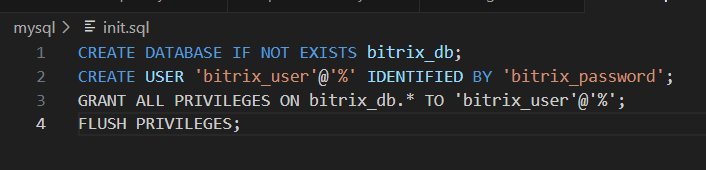 mysql > init.sql
1 CREATE DATABASE IF NOT EXISTS bitrix_db;
2 CREATE USER 'bitrix_user'@'%' IDENTIFIED BY 'bitrix_password';
3 GRANT ALL PRIVILEGES ON bitrix_db.* TO 'bitrix_user'@'%';
4 FLUSH PRIVILEGES;